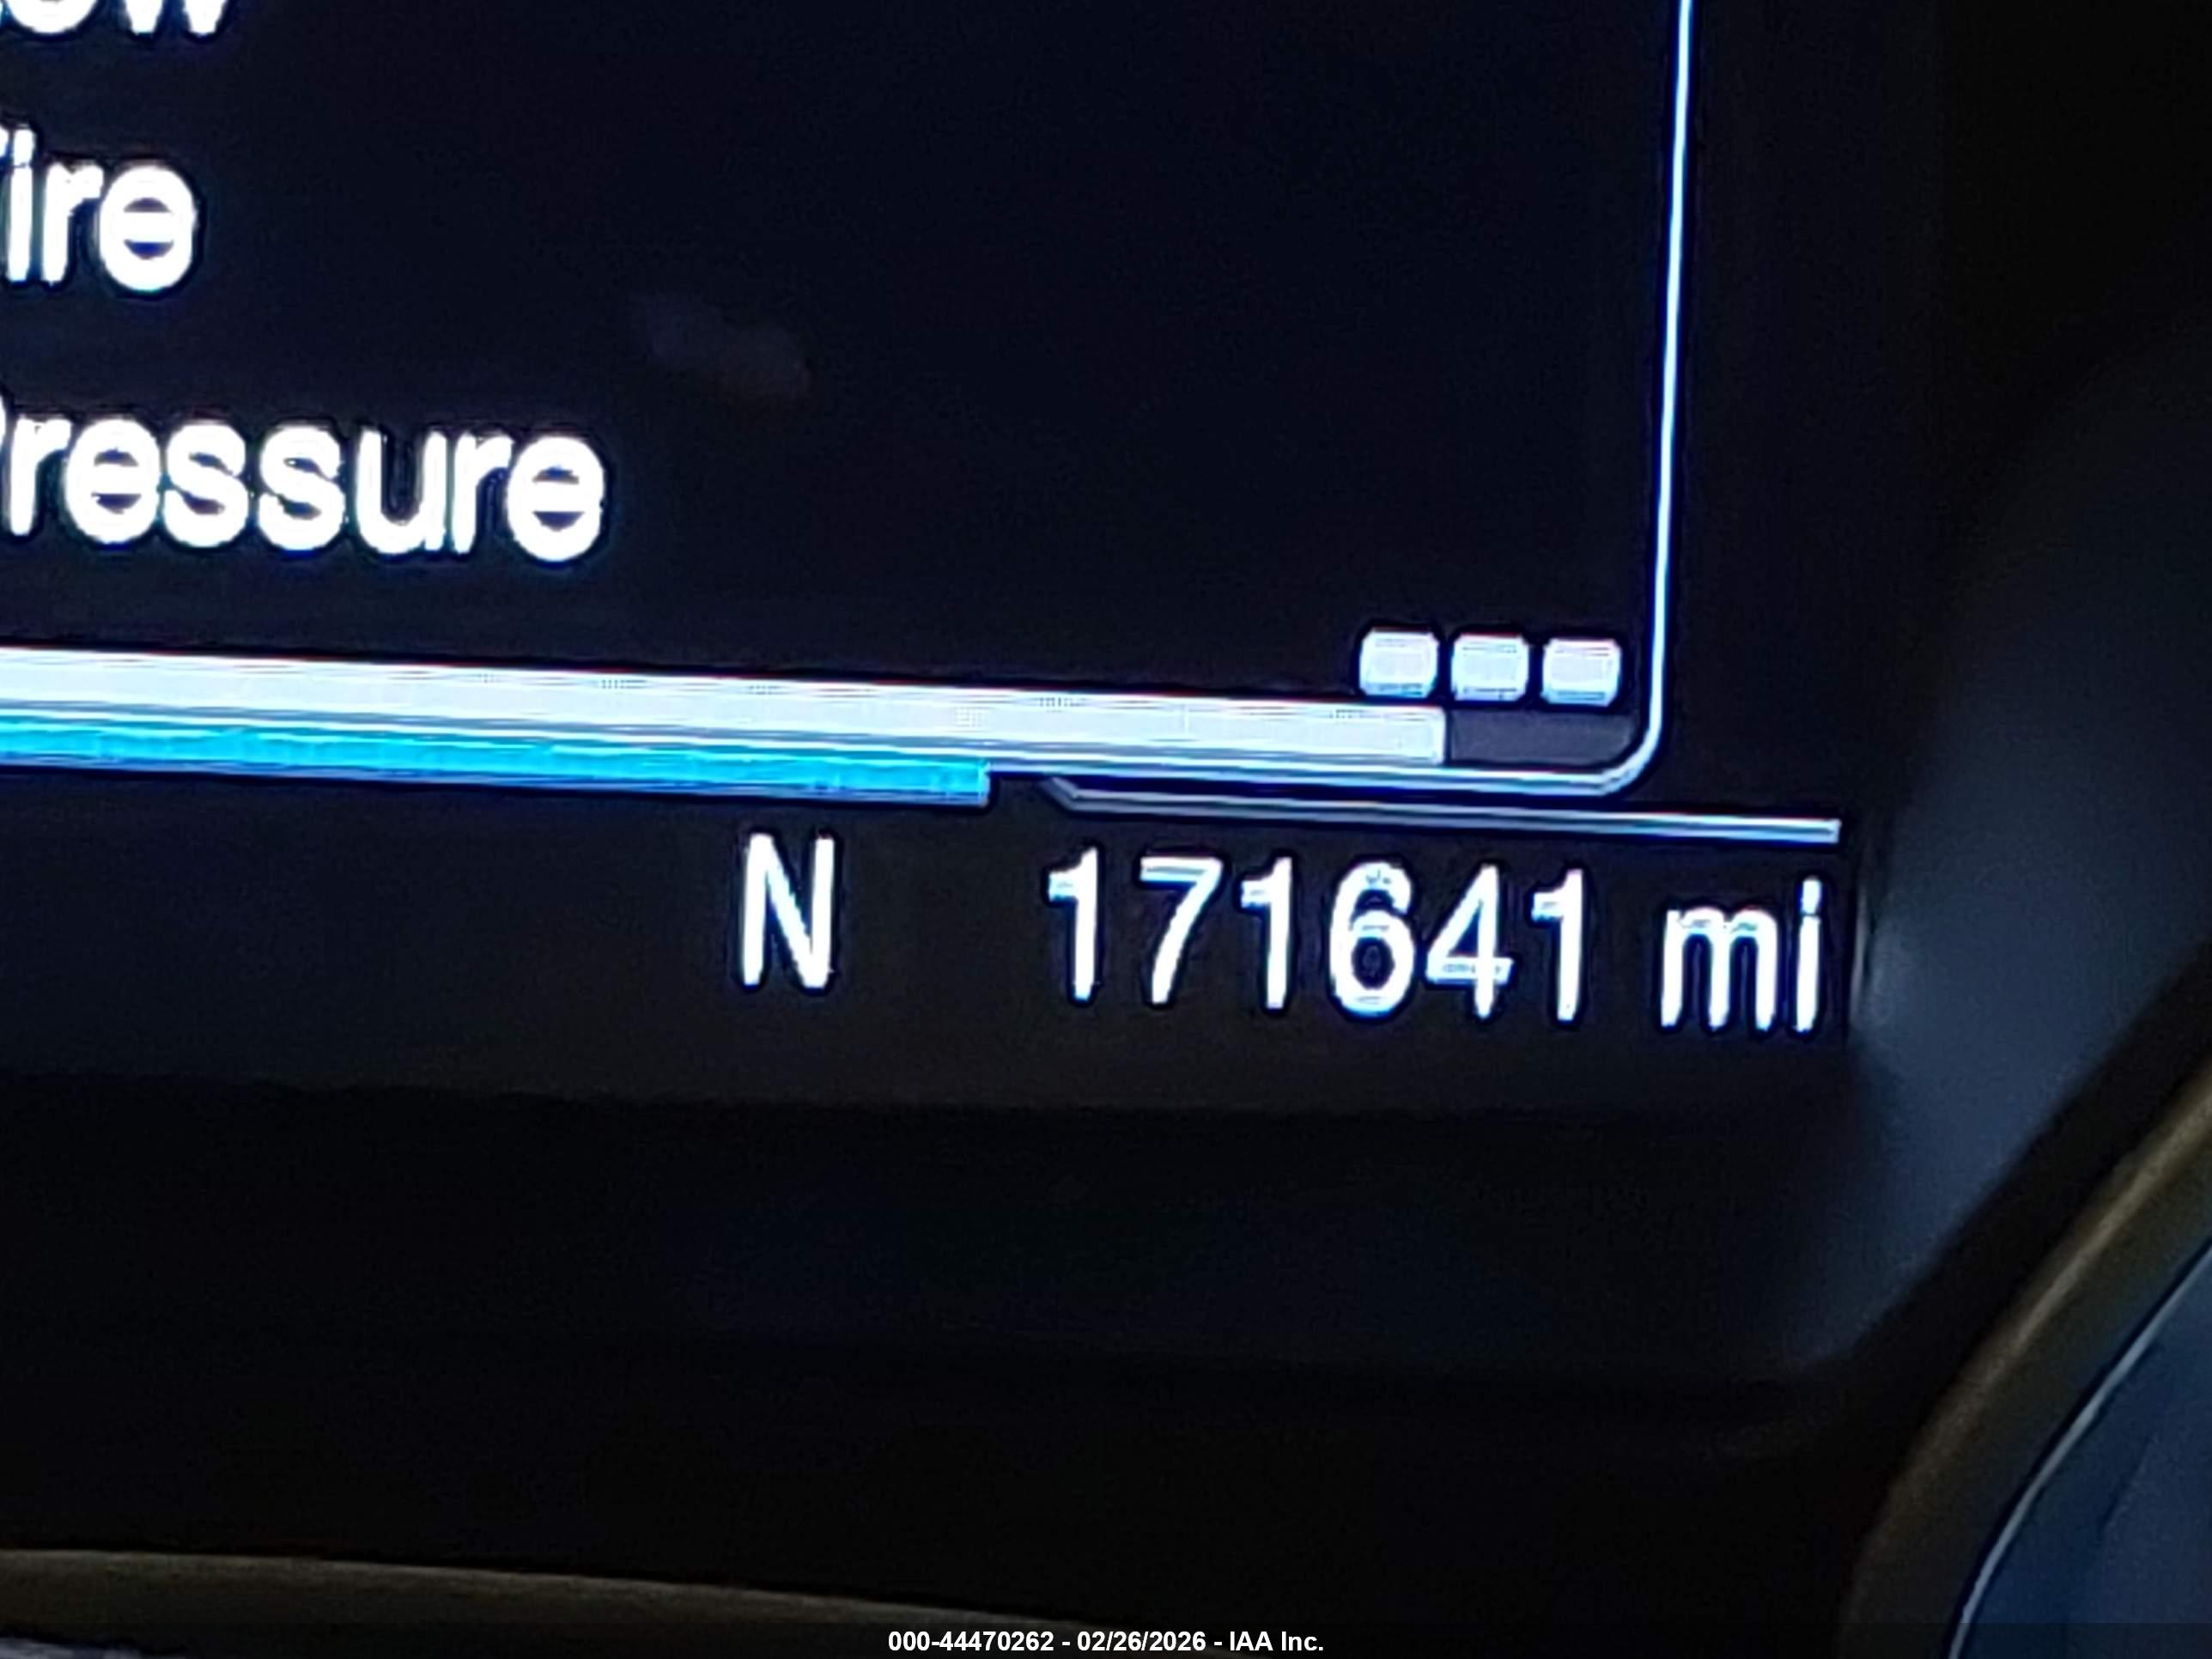 ire
ressure
N 171641 mi
000-44470262 - 02/26/2026 - IAA Inc.